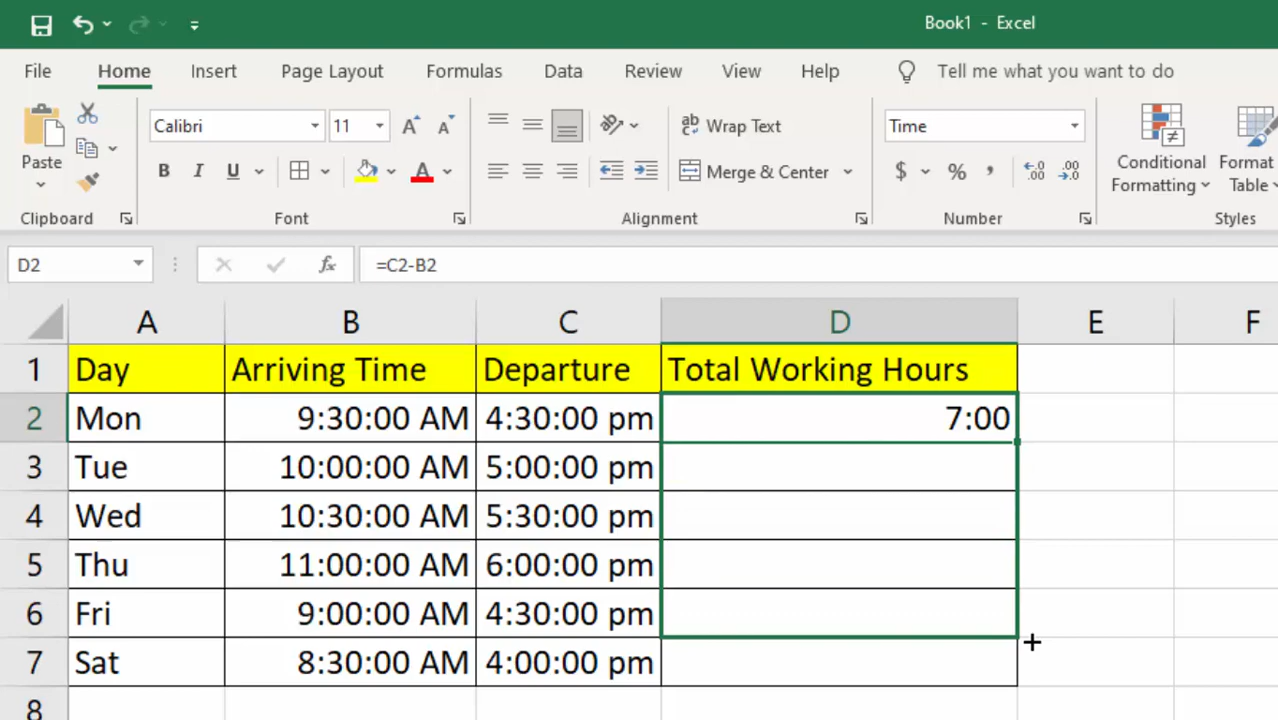 Book1 - Excel
File Home Insert Page Layout Formulas Data Review View Help Tell me what you want to do
Calibri 11 A A ab Wrap Text Time
Paste B I U A Merge & Center $ % , Conditional Formatting Format Table
Clipboard Font Alignment Number Styles
D2 fx =C2-B2
A B C D E F
1 Day Arriving Time Departure Total Working Hours
2 Mon 9:30:00 AM 4:30:00 pm 7:00
3 Tue 10:00:00 AM 5:00:00 pm
4 Wed 10:30:00 AM 5:30:00 pm
5 Thu 11:00:00 AM 6:00:00 pm
6 Fri 9:00:00 AM 4:30:00 pm
7 Sat 8:30:00 AM 4:00:00 pm
8